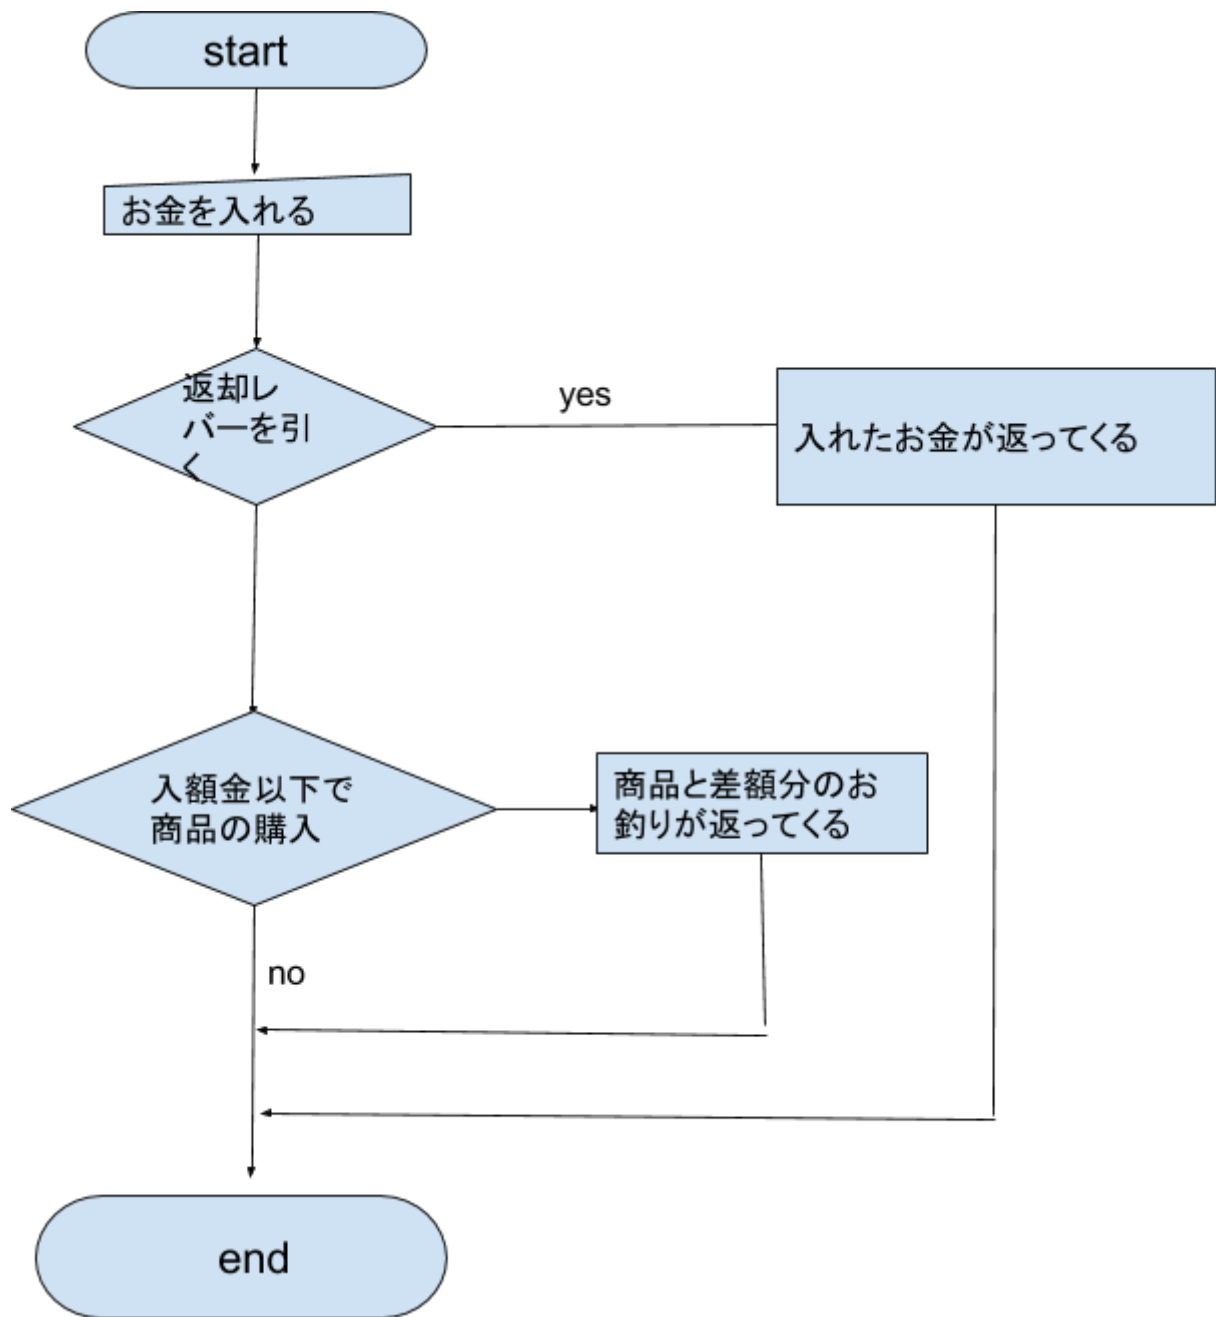 start
お金を入れる
返却レ
バーを引
く
yes
入れたお金が返ってくる
入額金以下で
商品の購入
商品と差額分のお
釣りが返ってくる
no
end